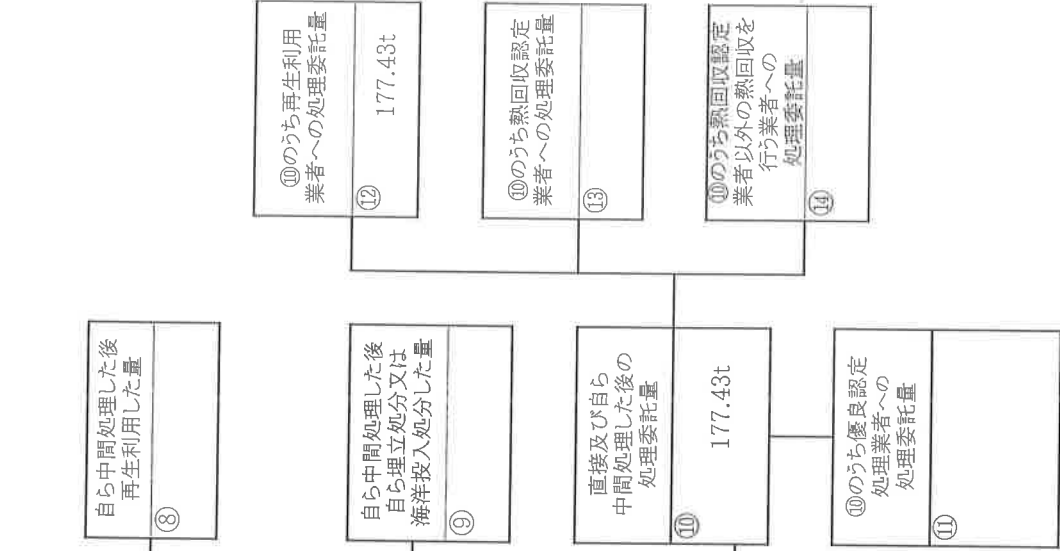 自ら中間処理した後
再生利用した量
⑧
自ら中間処理した後
自ら埋立処分又は
海洋投入処分した量
⑨
直接及び自ら
中間処理した後の
処理委託量
⑩
177.43t
⑩のうち優良認定
処理業者への
処理委託量
⑪
⑩のうち再生利用
業者への処理委託量
⑫
177.43t
⑩のうち熱回収認定
業者への処理委託量
⑬
⑩のうち熱回収認定
業者以外の熱回収を
行う業者への
処理委託量
⑭